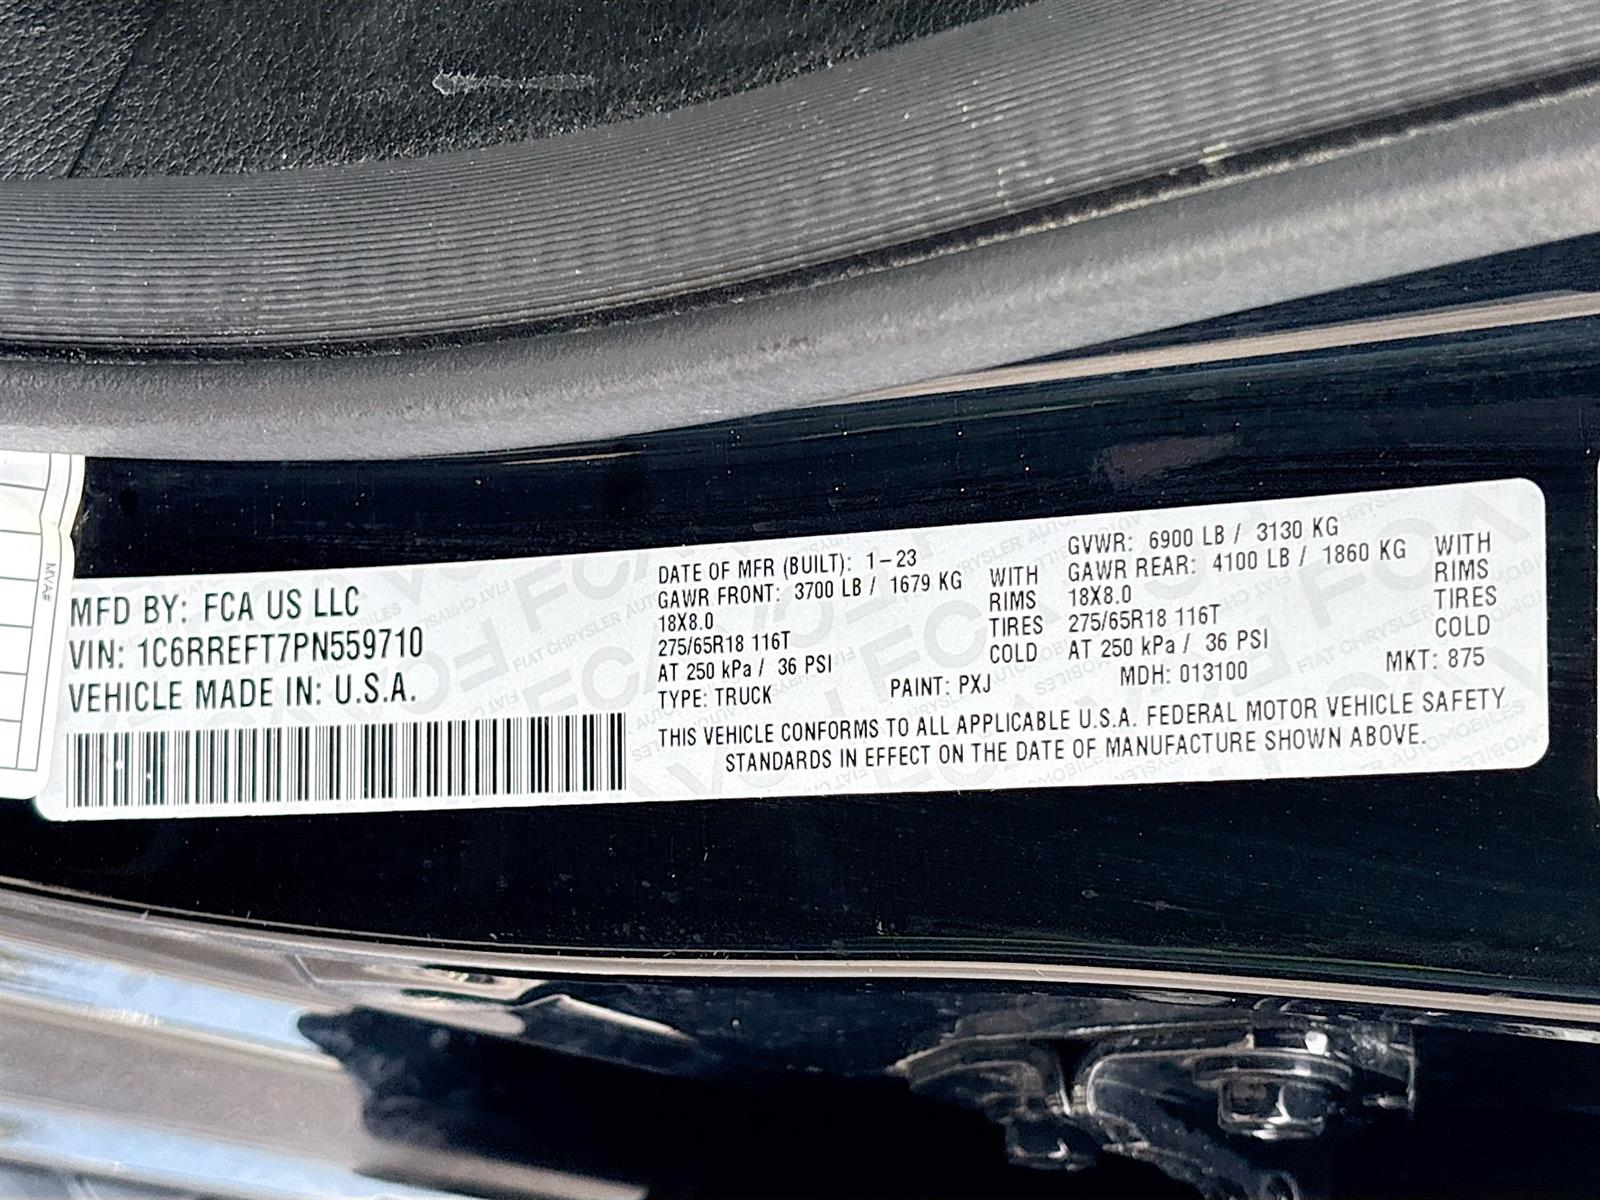 MVA#
MFD BY: FCA US LLC
VIN: 1C6RREFT7PN559710
VEHICLE MADE IN: U.S.A.
DATE OF MFR (BUILT): 1-23
GAWR FRONT: 3700 LB / 1679 KG WITH
18X8.0 RIMS
275/65R18 116T TIRES
AT 250 kPa / 36 PSI COLD
TYPE: TRUCK
PAINT: PXJ
GVWR: 6900 LB / 3130 KG
GAWR REAR: 4100 LB / 1860 KG WITH
18X8.0 RIMS
275/65R18 116T TIRES
AT 250 kPa / 36 PSI COLD
MDH: 013100
MKT: 875
THIS VEHICLE CONFORMS TO ALL APPLICABLE U.S.A. FEDERAL MOTOR VEHICLE SAFETY
STANDARDS IN EFFECT ON THE DATE OF MANUFACTURE SHOWN ABOVE.